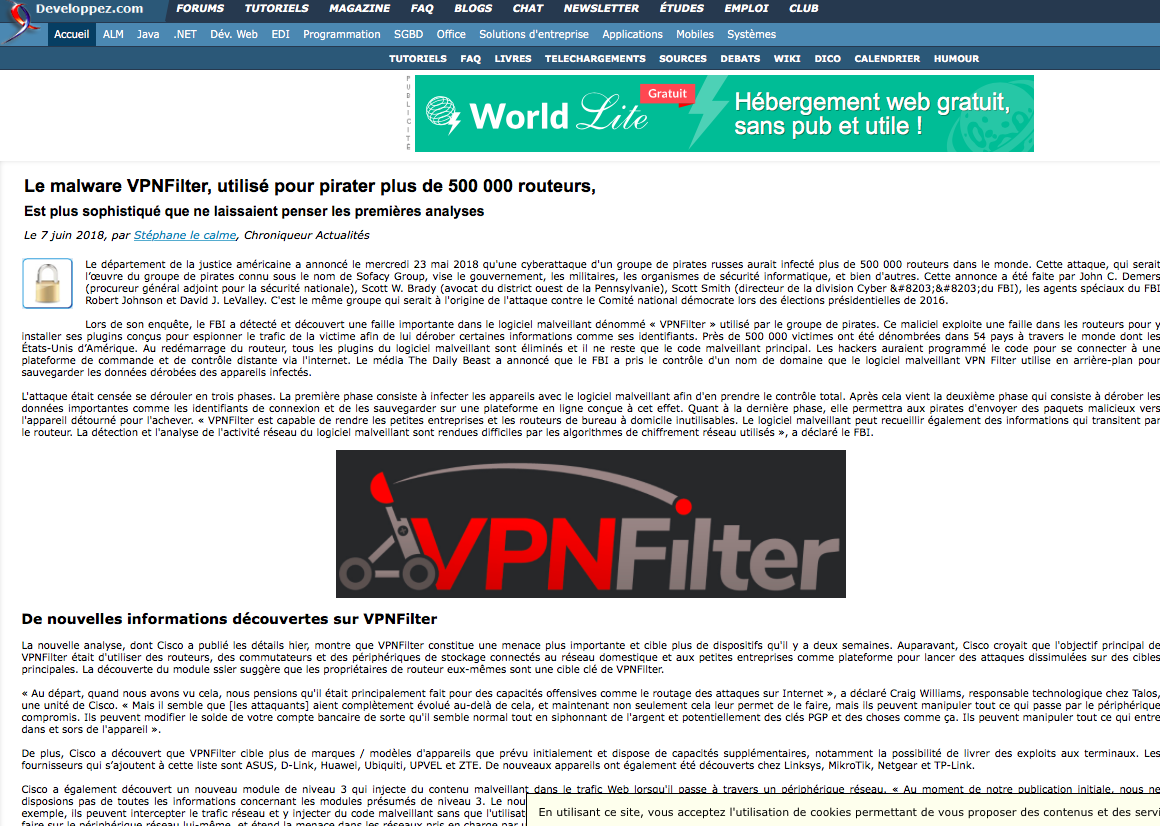 Developpez.com
FORUMS TUTORIELS MAGAZINE FAQ BLOGS CHAT NEWSLETTER ÉTUDES EMPLOI CLUB
Accueil ALM Java .NET Dév. Web EDI Programmation SGBD Office Solutions d'entreprise Applications Mobiles Systèmes
TUTORIELS FAQ LIVRES TELECHARGEMENTS SOURCES DEBATS WIKI DICO CALENDRIER HUMOUR
PUBLICITÉ
World Lite
Gratuit
Hébergement web gratuit,
sans pub et utile !
Le malware VPNFilter, utilisé pour pirater plus de 500 000 routeurs,
Est plus sophistiqué que ne laissaient penser les premières analyses
Le 7 juin 2018, par Stéphane le calme, Chroniqueur Actualités
Le département de la justice américaine a annoncé le mercredi 23 mai 2018 qu'une cyberattaque d'un groupe de pirates russes aurait infecté plus de 500 000 routeurs dans le monde. Cette attaque, qui serait
l'œuvre du groupe de pirates connu sous le nom de Sofacy Group, vise le gouvernement, les militaires, les organismes de sécurité informatique, et bien d'autres. Cette annonce a été faite par John C. Demers
(procureur général adjoint pour la sécurité nationale), Scott W. Brady (avocat du district ouest de la Pennsylvanie), Scott Smith (directeur de la division Cyber &#8203;&#8203;du FBI), les agents spéciaux du FBI
Robert Johnson et David J. LeValley. C'est le même groupe qui serait à l'origine de l'attaque contre le Comité national démocrate lors des élections présidentielles de 2016.
Lors de son enquête, le FBI a détecté et découvert une faille importante dans le logiciel malveillant dénommé « VPNFilter » utilisé par le groupe de pirates. Ce maliciel exploite une faille dans les routeurs pour y
installer ses plugins conçus pour espionner le trafic de la victime afin de lui dérober certaines informations comme ses identifiants. Près de 500 000 victimes ont été dénombrées dans 54 pays à travers le monde dont les
États-Unis d'Amérique. Au redémarrage du routeur, tous les plugins du logiciel malveillant sont éliminés et il ne reste que le code malveillant principal. Les hackers auraient programmé le code pour se connecter à une
plateforme de commande et de contrôle distante via l'internet. Le média The Daily Beast a annoncé que le FBI a pris le contrôle d'un nom de domaine que le logiciel malveillant VPN Filter utilise en arrière-plan pour
sauvegarder les données dérobées des appareils infectés.
L'attaque était censée se dérouler en trois phases. La première phase consiste à infecter les appareils avec le logiciel malveillant afin d'en prendre le contrôle total. Après cela vient la deuxième phase qui consiste à dérober les
données importantes comme les identifiants de connexion et de les sauvegarder sur une plateforme en ligne conçue à cet effet. Quant à la dernière phase, elle permettra aux pirates d'envoyer des paquets malicieux vers
l'appareil détourné pour l'achever. « VPNFilter est capable de rendre les petites entreprises et les routeurs de bureau à domicile inutilisables. Le logiciel malveillant peut recueillir également des informations qui transitent par
le routeur. La détection et l'analyse de l'activité réseau du logiciel malveillant sont rendues difficiles par les algorithmes de chiffrement réseau utilisés », a déclaré le FBI.
VPNFilter
De nouvelles informations découvertes sur VPNFilter
La nouvelle analyse, dont Cisco a publié les détails hier, montre que VPNFilter constitue une menace plus importante et cible plus de dispositifs qu'il y a deux semaines. Auparavant, Cisco croyait que l'objectif principal de
VPNFilter était d'utiliser des routeurs, des commutateurs et des périphériques de stockage connectés au réseau domestique et aux petites entreprises comme plateforme pour lancer des attaques dissimulées sur des cibles
principales. La découverte du module ssler suggère que les propriétaires de routeur eux-mêmes sont une cible clé de VPNFilter.
« Au départ, quand nous avons vu cela, nous pensions qu'il était principalement fait pour des capacités offensives comme le routage des attaques sur Internet », a déclaré Craig Williams, responsable technologique chez Talos,
une unité de Cisco. « Mais il semble que [les attaquants] aient complètement évolué au-delà de cela, et maintenant non seulement cela leur permet de le faire, mais ils peuvent manipuler tout ce qui passe par le périphérique
compromis. Ils peuvent modifier le solde de votre compte bancaire de sorte qu'il semble normal tout en siphonnant de l'argent et potentiellement des clés PGP et des choses comme ça. Ils peuvent manipuler tout ce qui entre
dans et sors de l'appareil ».
De plus, Cisco a découvert que VPNFilter cible plus de marques / modèles d'appareils que prévu initialement et dispose de capacités supplémentaires, notamment la possibilité de livrer des exploits aux terminaux. Les
fournisseurs qui s'ajoutent à cette liste sont ASUS, D-Link, Huawei, Ubiquiti, UPVEL et ZTE. De nouveaux appareils ont également été découverts chez Linksys, MikroTik, Netgear et TP-Link.
Cisco a également découvert un nouveau module de niveau 3 qui injecte du contenu malveillant dans le trafic Web lorsqu'il passe à travers un périphérique réseau. « Au moment de notre publication initiale, nous ne
disposions pas de toutes les informations concernant les modules présumés de niveau 3. Le nou
exemple, ils peuvent intercepter le trafic réseau et y injecter du code malveillant sans que l'utilisat
En utilisant ce site, vous acceptez l'utilisation de cookies permettant de vous proposer des contenus et des servi